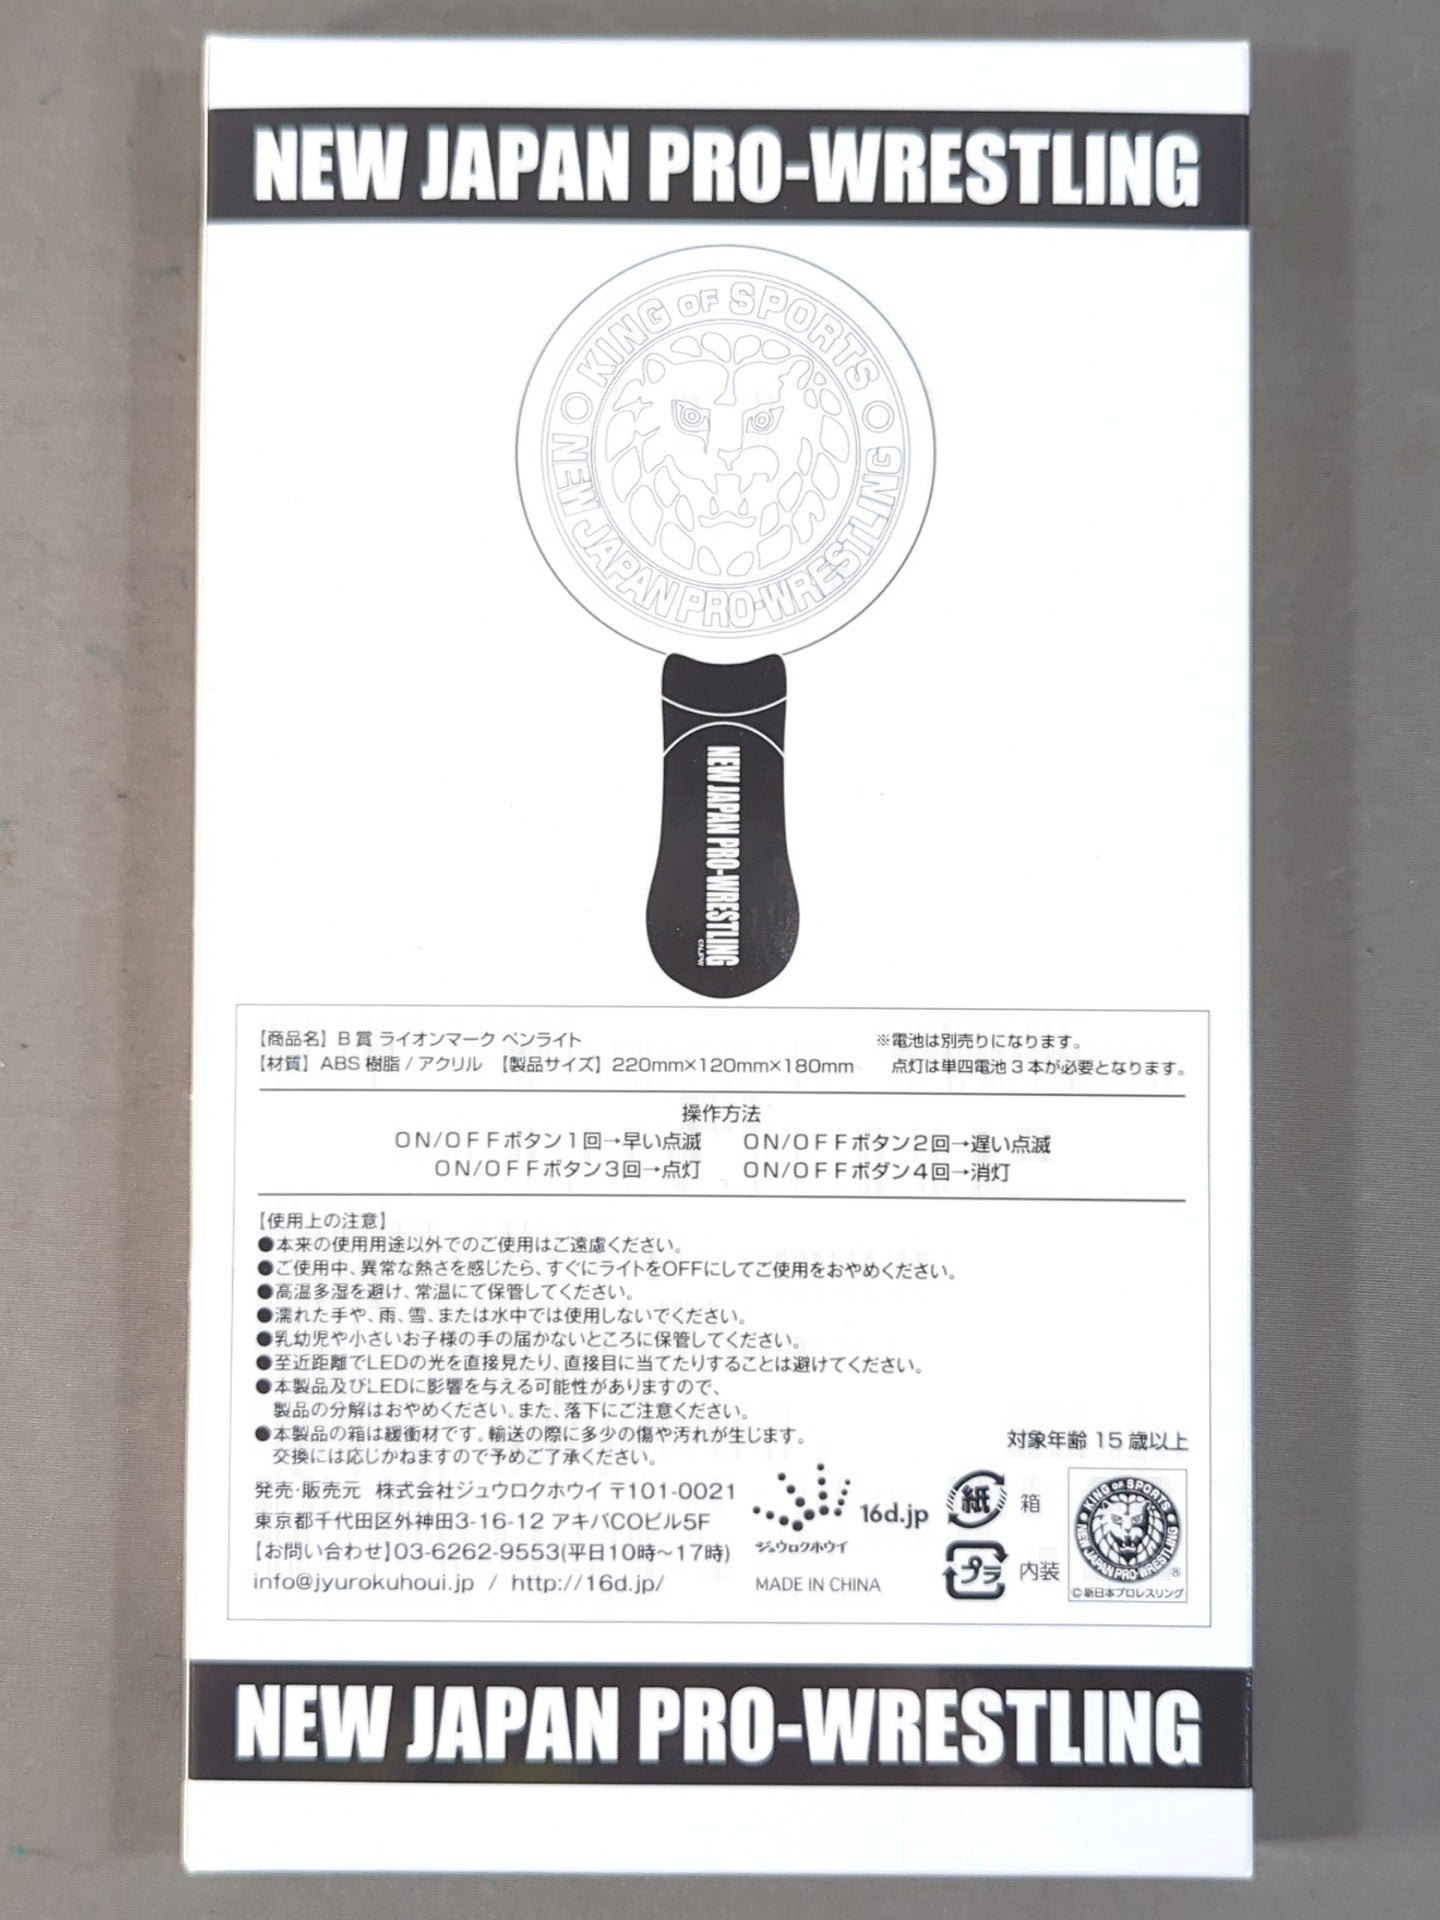 NEW JAPAN PRO-WRESTLING
KING OF SPORTS
NEW JAPAN PRO-WRESTLING
NEW JAPAN PRO-WRESTLING
©NJPW
【商品名】 B賞 ライオンマーク ペンライト
【材質】 ABS樹脂 / アクリル 【製品サイズ】 220mm×120mm×180mm
※電池は別売りになります。
点灯は単四電池3本が必要となります。
操作方法
ON/OFFボタン1回→早い点滅 ON/OFFボタン2回→遅い点滅
ON/OFFボタン3回→点灯 ON/OFFボダン4回→消灯
【使用上の注意】
●本来の使用用途以外でのご使用はご遠慮ください。
●ご使用中、異常な熱さを感じたら、すぐにライトをOFFにしてご使用をおやめください。
●高温多湿を避け、常温にて保管してください。
●濡れた手や、雨、雪、または水中では使用しないでください。
●乳幼児や小さいお子様の手の届かないところに保管してください。
●至近距離でLEDの光を直接見たり、直接目に当てたりすることは避けてください。
●本製品及びLEDに影響を与える可能性がありますので、
製品の分解はおやめください。また、落下にご注意ください。
●本製品の箱は緩衝材です。輸送の際に多少の傷や汚れが生じます。
交換には応じかねますので予めご了承ください。
対象年齢 15歳以上
発売・販売元 株式会社ジュウロクホウイ 〒101-0021
東京都千代田区外神田3-16-12 アキバCOビル5F
【お問い合わせ】03-6262-9553(平日10時～17時)
info@jyurokuhoui.jp / http://16d.jp/
16d.jp
ジュウロクホウイ
MADE IN CHINA
紙 箱
プラ 内装
KING OF SPORTS
NEW JAPAN PRO-WRESTLING
®
©新日本プロレスリング
NEW JAPAN PRO-WRESTLING